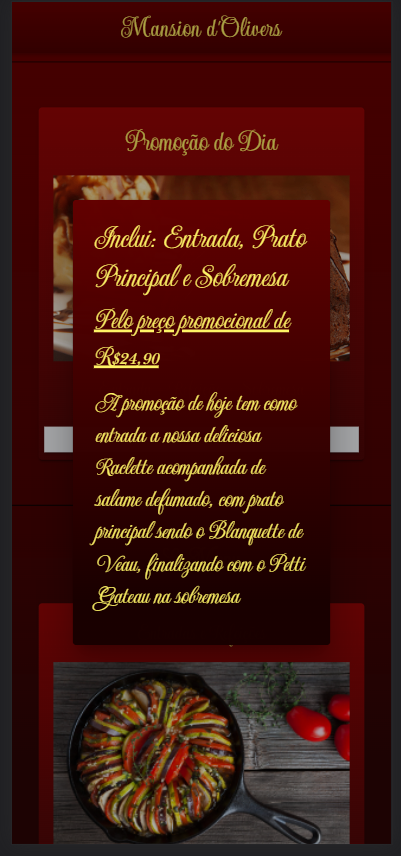 Mansion d'Olivers
Promoção do Dia
Inclui: Entrada, Prato
Principal e Sobremesa
Pelo preço promocional de
R$24,90
A promoção de hoje tem como
entrada a nossa deliciosa
Raclette acompanhada de
salame defumado, com prato
principal sendo o Blanquette de
Veau, finalizando com o Petti
Gateau na sobremesa